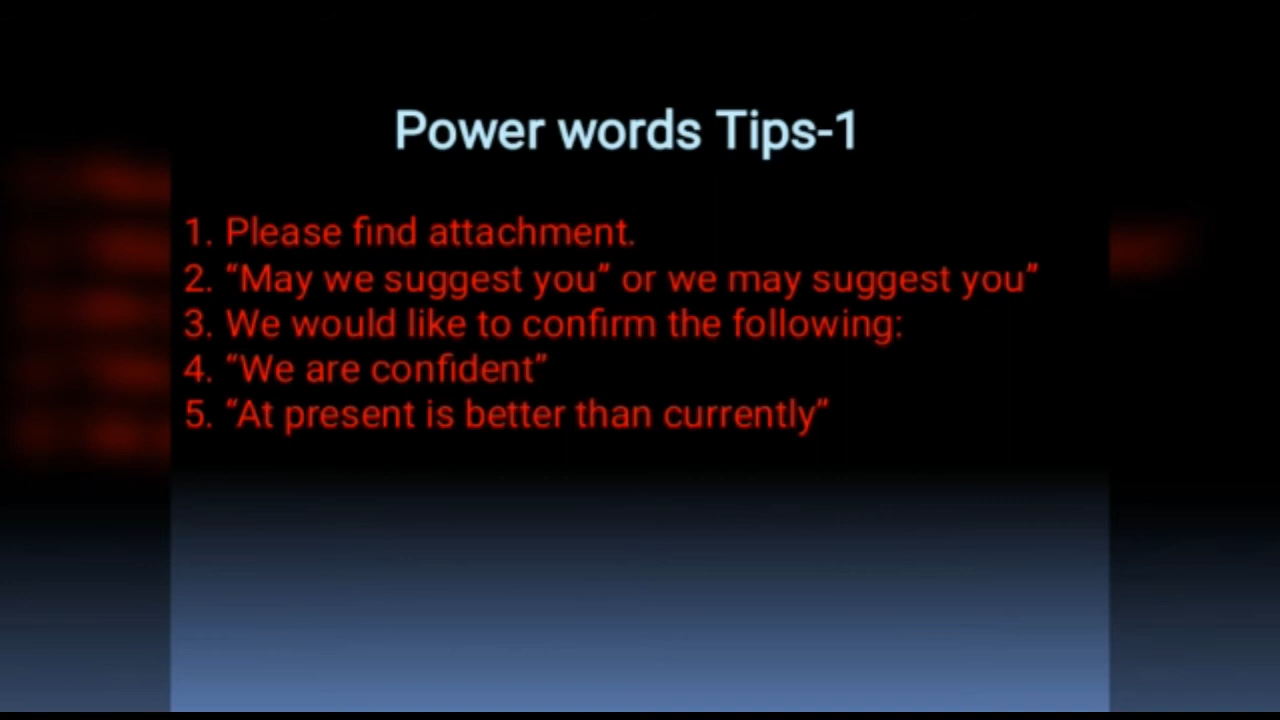 Power words Tips-1
1. Please find attachment.
2. “May we suggest you” or we may suggest you”
3. We would like to confirm the following:
4. “We are confident”
5. “At present is better than currently”